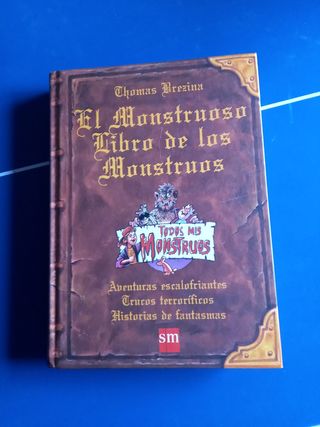 Thomas Brezina
El Monstruoso
Libro de los
Monstruos
TODOS MIS
MONSTRUOS
Aventuras escalofriantes
Trucos terroríficos
Historias de fantasmas
sm